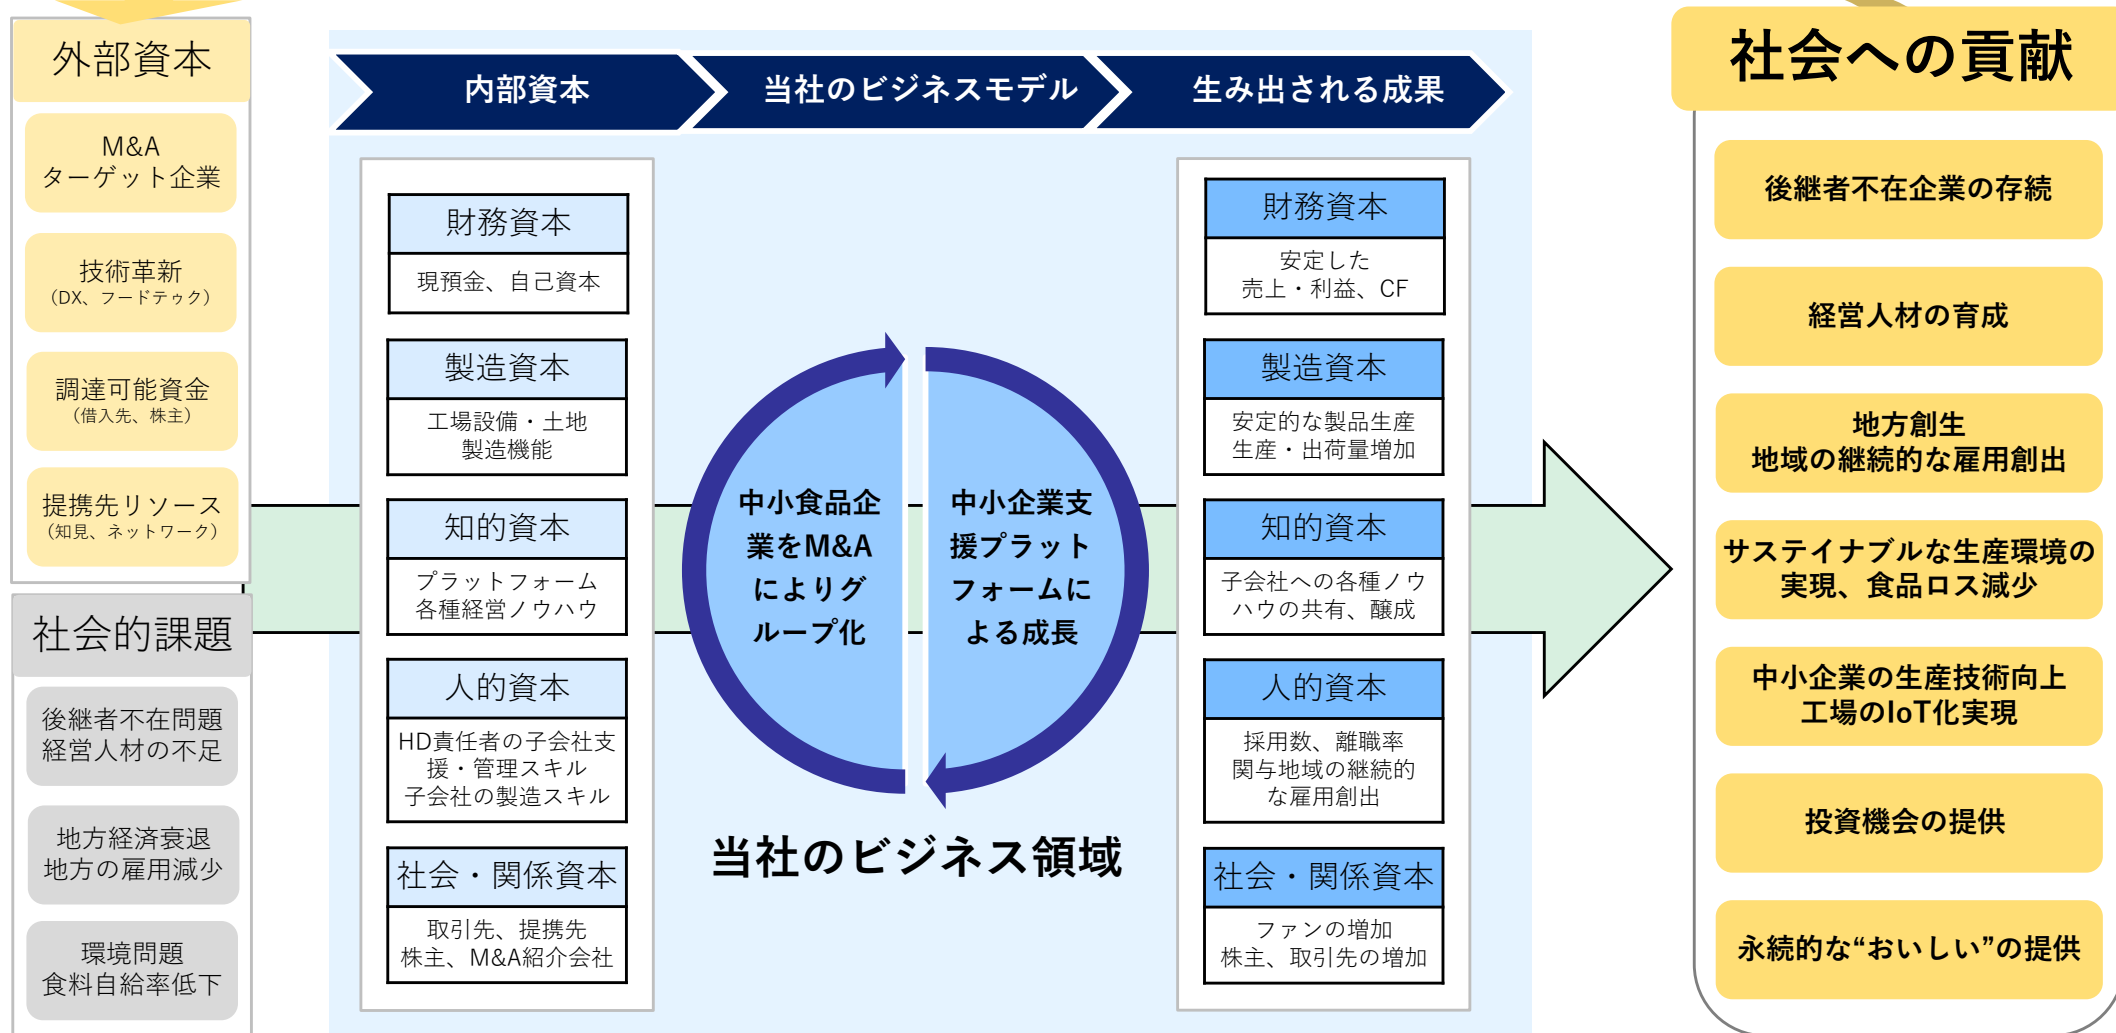 外部資本
M&A
ターゲット企業
技術革新
（DX、フードテック）
調達可能資金
（借入先、株主）
提携先リソース
（知見、ネットワーク）
社会的課題
後継者不在問題
経営人材の不足
地方経済衰退
地方の雇用減少
環境問題
食料自給率低下
内部資本
財務資本
現預金、自己資本
製造資本
工場設備・土地
製造機能
知的資本
プラットフォーム
各種経営ノウハウ
人的資本
HD責任者の子会社支
援・管理スキル
子会社の製造スキル
社会・関係資本
取引先、提携先
株主、M&A紹介会社
当社のビジネスモデル
中小食品企
業をM&A
によりグ
ループ化
中小企業支
援プラット
フォームに
よる成長
当社のビジネス領域
生み出される成果
財務資本
安定した
売上・利益、CF
製造資本
安定的な製品生産
生産・出荷量増加
知的資本
子会社への各種ノウ
ハウの共有、醸成
人的資本
採用数、離職率
関与地域の継続的
な雇用創出
社会・関係資本
ファンの増加
株主、取引先の増加
社会への貢献
後継者不在企業の存続
経営人材の育成
地方創生
地域の継続的な雇用創出
サステイナブルな生産環境の
実現、食品ロス減少
中小企業の生産技術向上
工場のIoT化実現
投資機会の提供
永続的な“おいしい”の提供